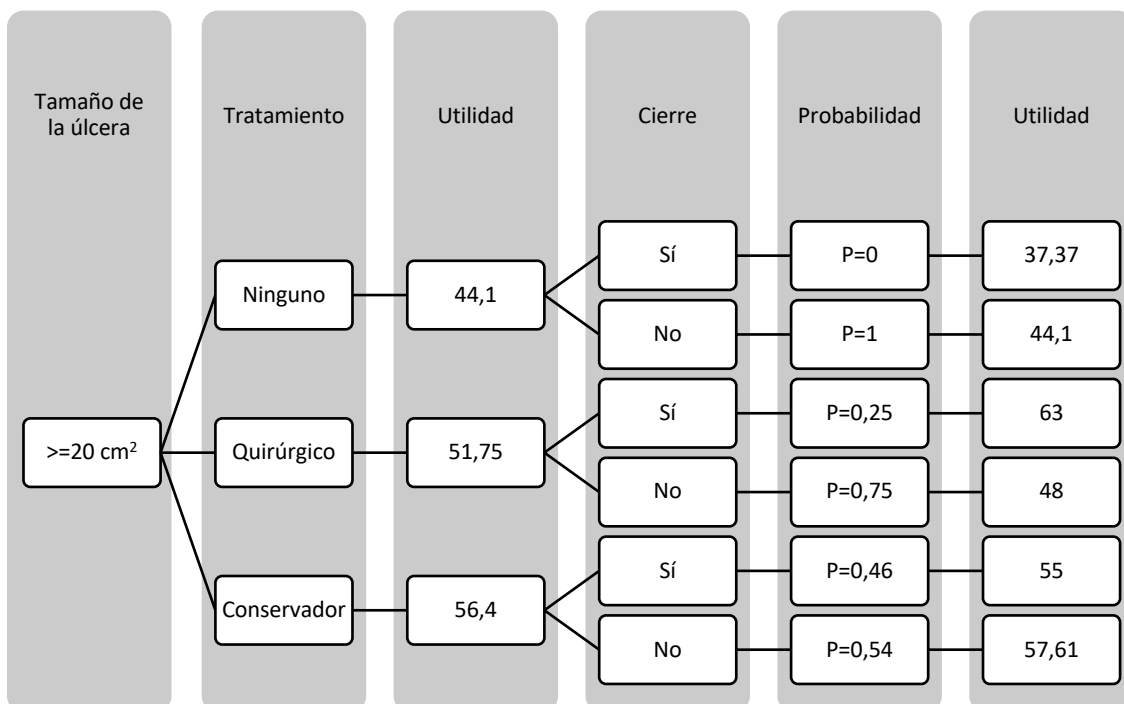 Tamaño de
la úlcera
Tratamiento
Utilidad
Cierre
Probabilidad
Utilidad
>=20 cm²
Ninguno
44,1
Sí
P=0
37,37
No
P=1
44,1
Quirúrgico
51,75
Sí
P=0,25
63
No
P=0,75
48
Conservador
56,4
Sí
P=0,46
55
No
P=0,54
57,61